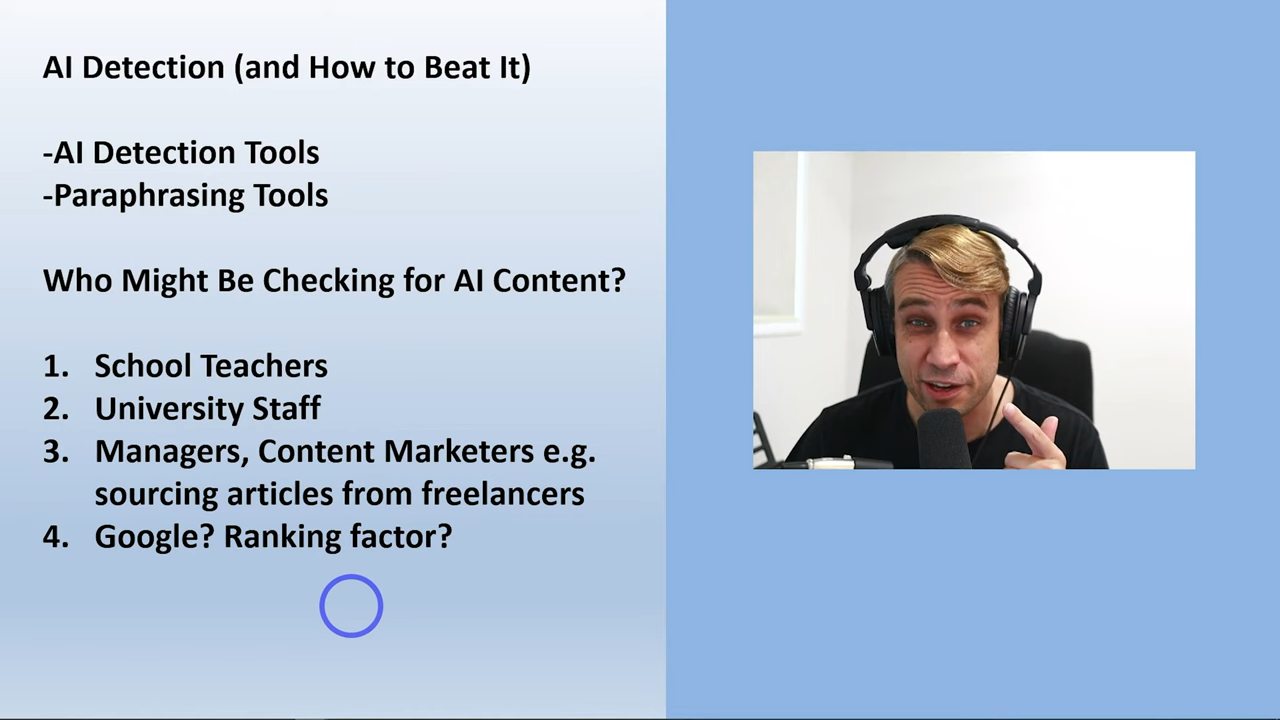 AI Detection (and How to Beat It)
-AI Detection Tools
-Paraphrasing Tools
Who Might Be Checking for AI Content?
1. School Teachers
2. University Staff
3. Managers, Content Marketers e.g.
sourcing articles from freelancers
4. Google? Ranking factor?